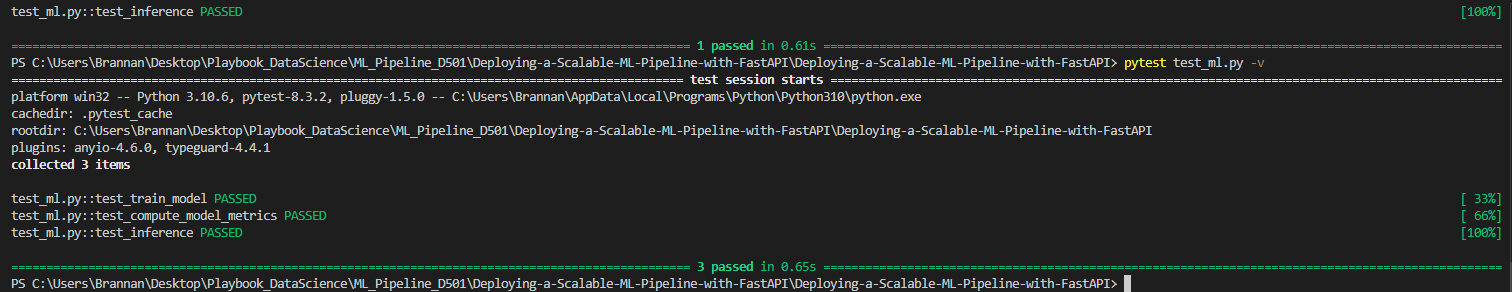 test_ml.py::test_inference PASSED [100%]
============ 1 passed in 0.61s ============
PS C:\Users\Brannan\Desktop\Playbook_DataScience\ML_Pipeline_D501\Deploying-a-Scalable-ML-Pipeline-with-FastAPI\Deploying-a-Scalable-ML-Pipeline-with-FastAPI> pytest test_ml.py -v
============ test session starts ============
platform win32 -- Python 3.10.6, pytest-8.3.2, pluggy-1.5.0 -- C:\Users\Brannan\AppData\Local\Programs\Python\Python310\python.exe
cachedir: .pytest_cache
rootdir: C:\Users\Brannan\Desktop\Playbook_DataScience\ML_Pipeline_D501\Deploying-a-Scalable-ML-Pipeline-with-FastAPI\Deploying-a-Scalable-ML-Pipeline-with-FastAPI
plugins: anyio-4.6.0, typeguard-4.4.1
collected 3 items
test_ml.py::test_train_model PASSED [ 33%]
test_ml.py::test_compute_model_metrics PASSED [ 66%]
test_ml.py::test_inference PASSED [100%]
============ 3 passed in 0.65s ============
PS C:\Users\Brannan\Desktop\Playbook_DataScience\ML_Pipeline_D501\Deploying-a-Scalable-ML-Pipeline-with-FastAPI\Deploying-a-Scalable-ML-Pipeline-with-FastAPI>